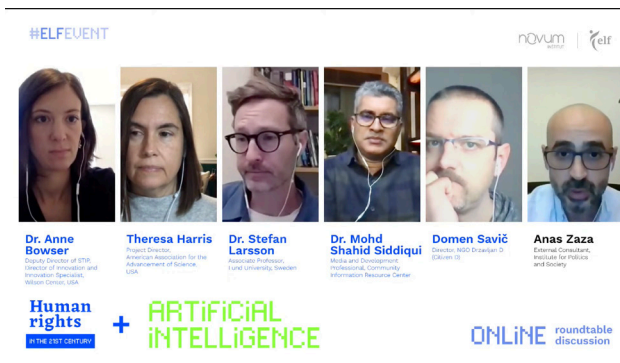 #ELFEVENT
novum
INSTITUT
elf
Dr. Anne
Bowser
Deputy Director of STIP,
Director of Innovation and
Innovation Specialist,
Wilson Center, USA
Theresa Harris
Project Director,
American Association for the
Advancement of Science,
USA
Dr. Stefan
Larsson
Associate Professor,
Lund University, Sweden
Dr. Mohd
Shahid Siddiqui
Media and Development
Professional, Community
Information Resource Center
Domen Savič
Director, NGO Državljan D
(Citizen D)
Anas Zaza
External Consultant,
Institute for Politics
and Society
Human
rights
IN THE 21ST CENTURY
+
ARTiFiCiAL
iNTELLiGENCE
ONLiNE
roundtable
discussion